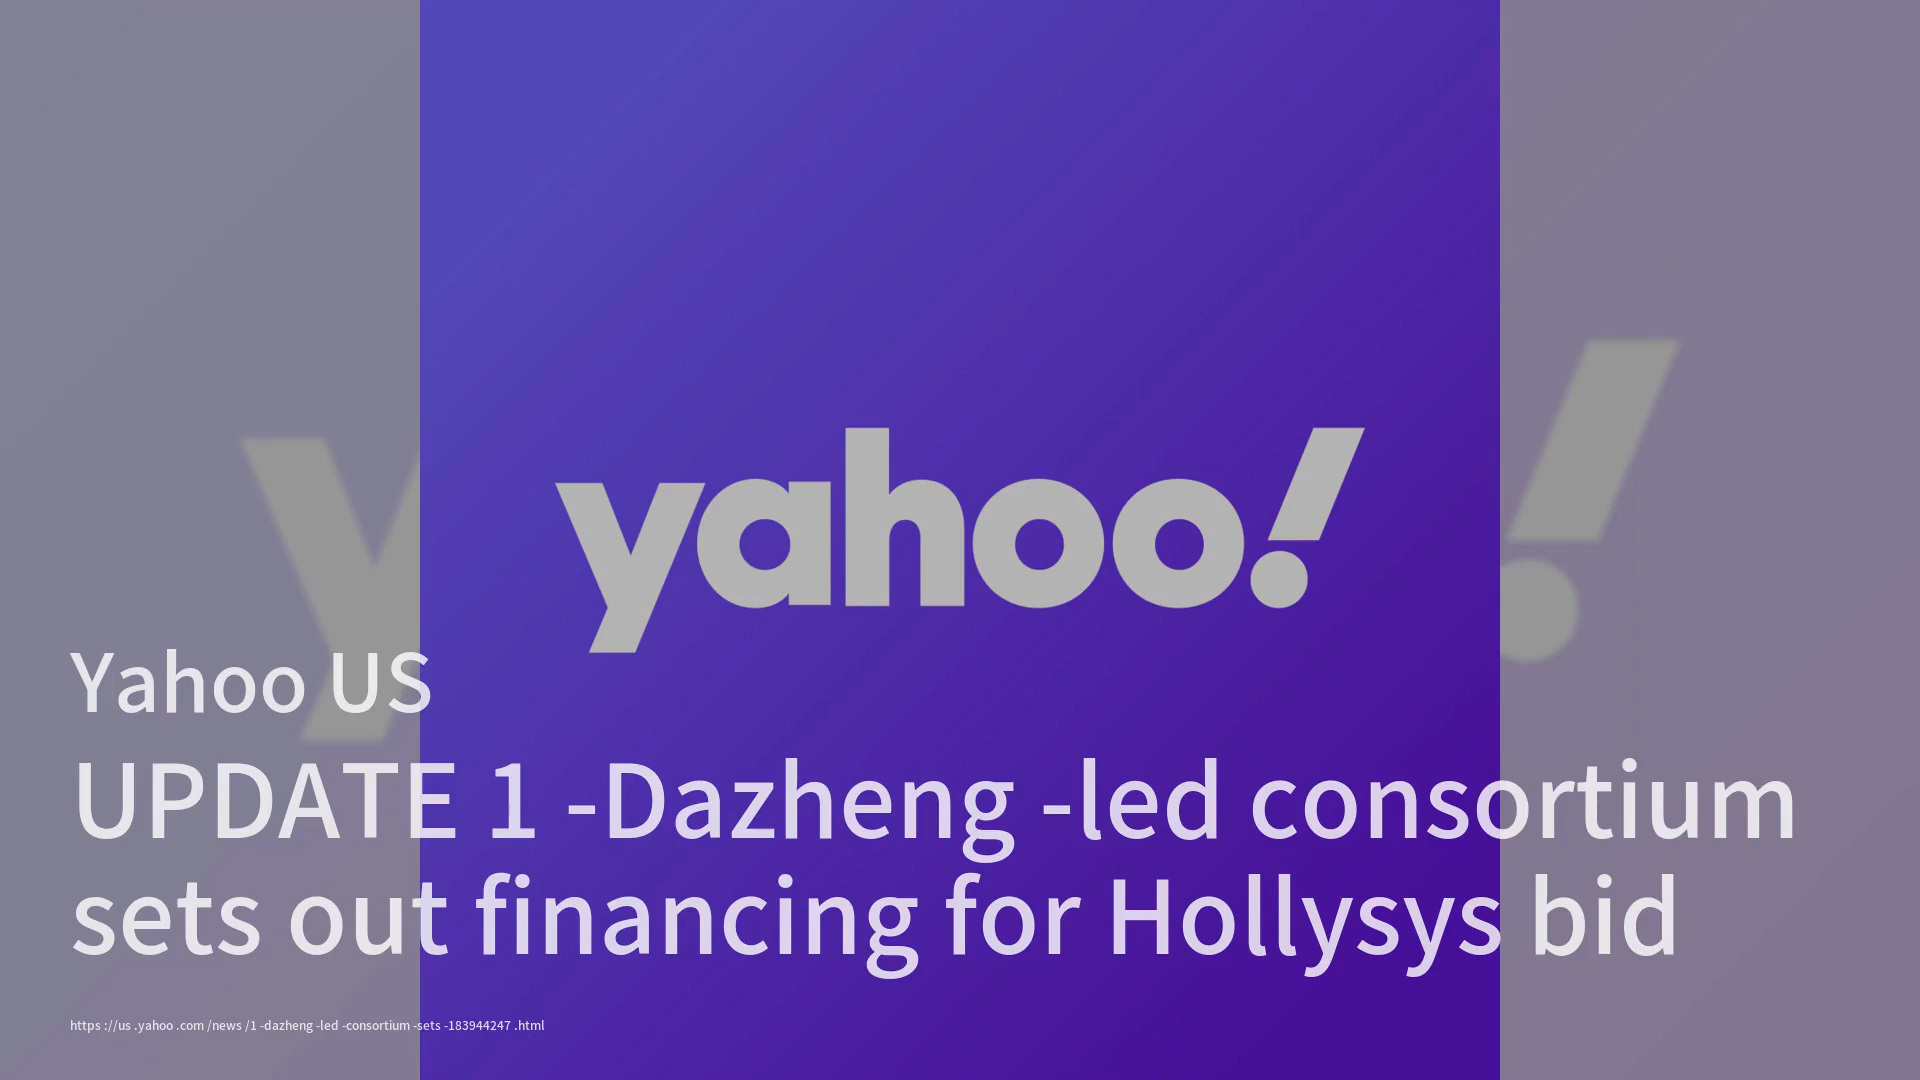 yahoo!
Yahoo US
UPDATE 1 -Dazheng -led consortium
sets out financing for Hollysys bid
https ://us .yahoo .com /news /1 -dazheng -led -consortium -sets -183944247 .html